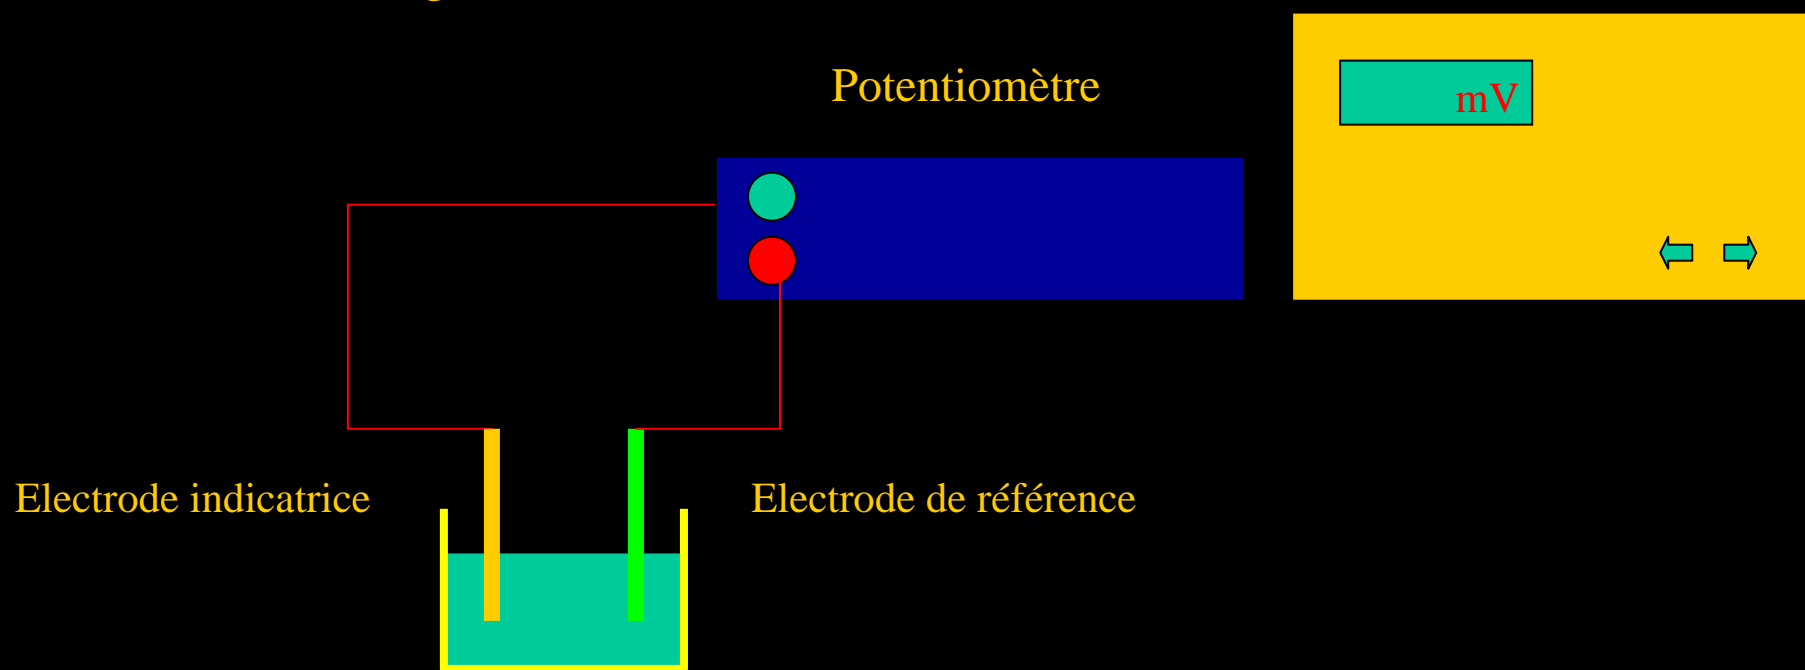 Potentiomètre
mV
Electrode indicatrice
Electrode de référence